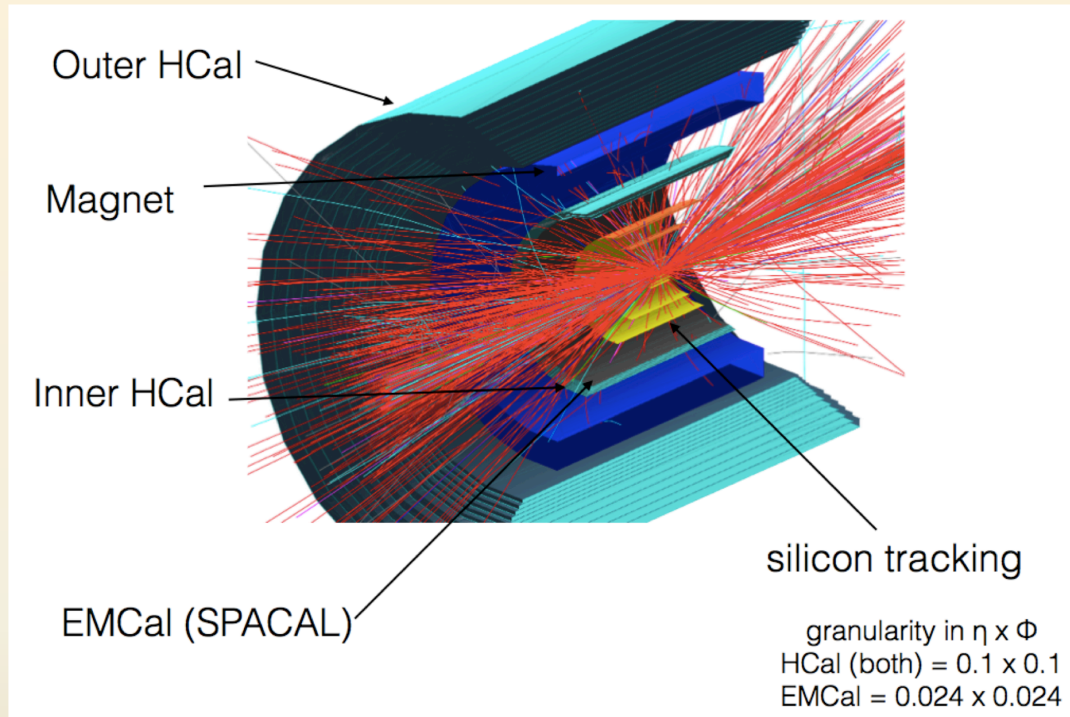 Outer HCal
Magnet
Inner HCal
EMCal (SPACAL)
silicon tracking
granularity in η x Φ
HCal (both) = 0.1 x 0.1
EMCal = 0.024 x 0.024